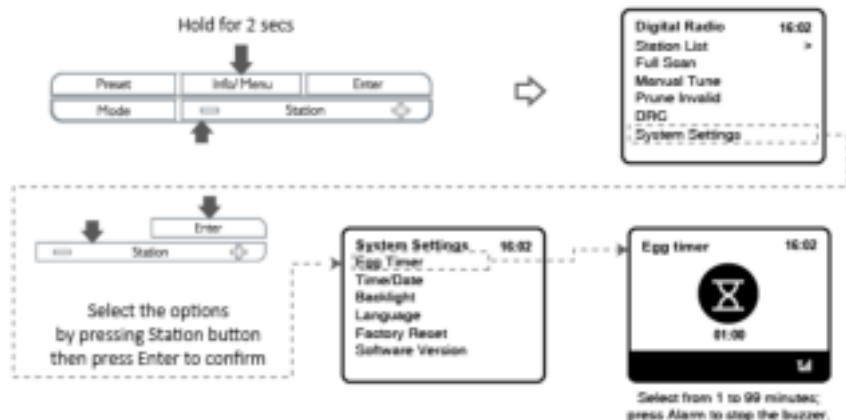 Hold for 2 secs
Preset Info/ Menu Enter
Mode Station
Digital Radio 16:02
Station List >
Full Scan
Manual Tune
Prune Invalid
DRC
System Settings
Enter
Station
Select the options
by pressing Station button
then press Enter to confirm
System Settings 16:02
Egg Timer
Time/Date
Backlight
Language
Factory Reset
Software Version
Egg timer 16:02
01:00
Select from 1 to 99 minutes;
press Alarm to stop the buzzer.